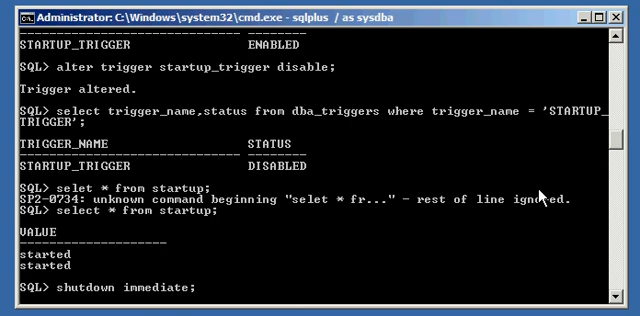 Administrator: C:\Windows\system32\cmd.exe - sqlplus / as sysdba
------------------------------ --------
STARTUP_TRIGGER ENABLED
SQL> alter trigger startup_trigger disable;
Trigger altered.
SQL> select trigger_name,status from dba_triggers where trigger_name = 'STARTUP_
TRIGGER';
TRIGGER_NAME STATUS
------------------------------ --------
STARTUP_TRIGGER DISABLED
SQL> selet * from startup;
SP2-0734: unknown command beginning "selet * fr..." - rest of line ignored.
SQL> select * from startup;
VALUE
--------------------
started
started
SQL> shutdown immediate;